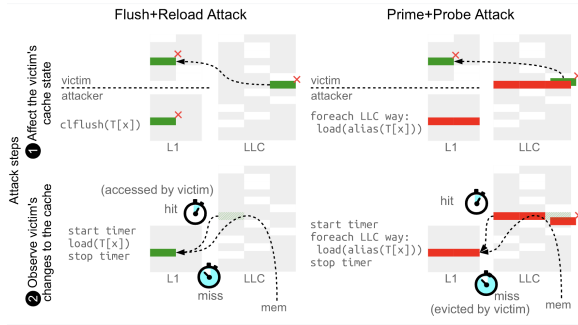 Flush+Reload Attack
Prime+Probe Attack
Attack steps
1 Affect the victim's
cache state
victim
attacker
clflush(T[x])
L1
LLC
victim
attacker
foreach LLC way:
load(alias(T[x]))
L1
LLC
2 Observe victim's
changes to the cache
(accessed by victim)
hit
start timer
load(T[x])
stop timer
L1
LLC
miss
mem
hit
start timer
foreach LLC way:
load(alias(T[x]))
stop timer
L1
LLC
miss
(evicted by victim)
mem